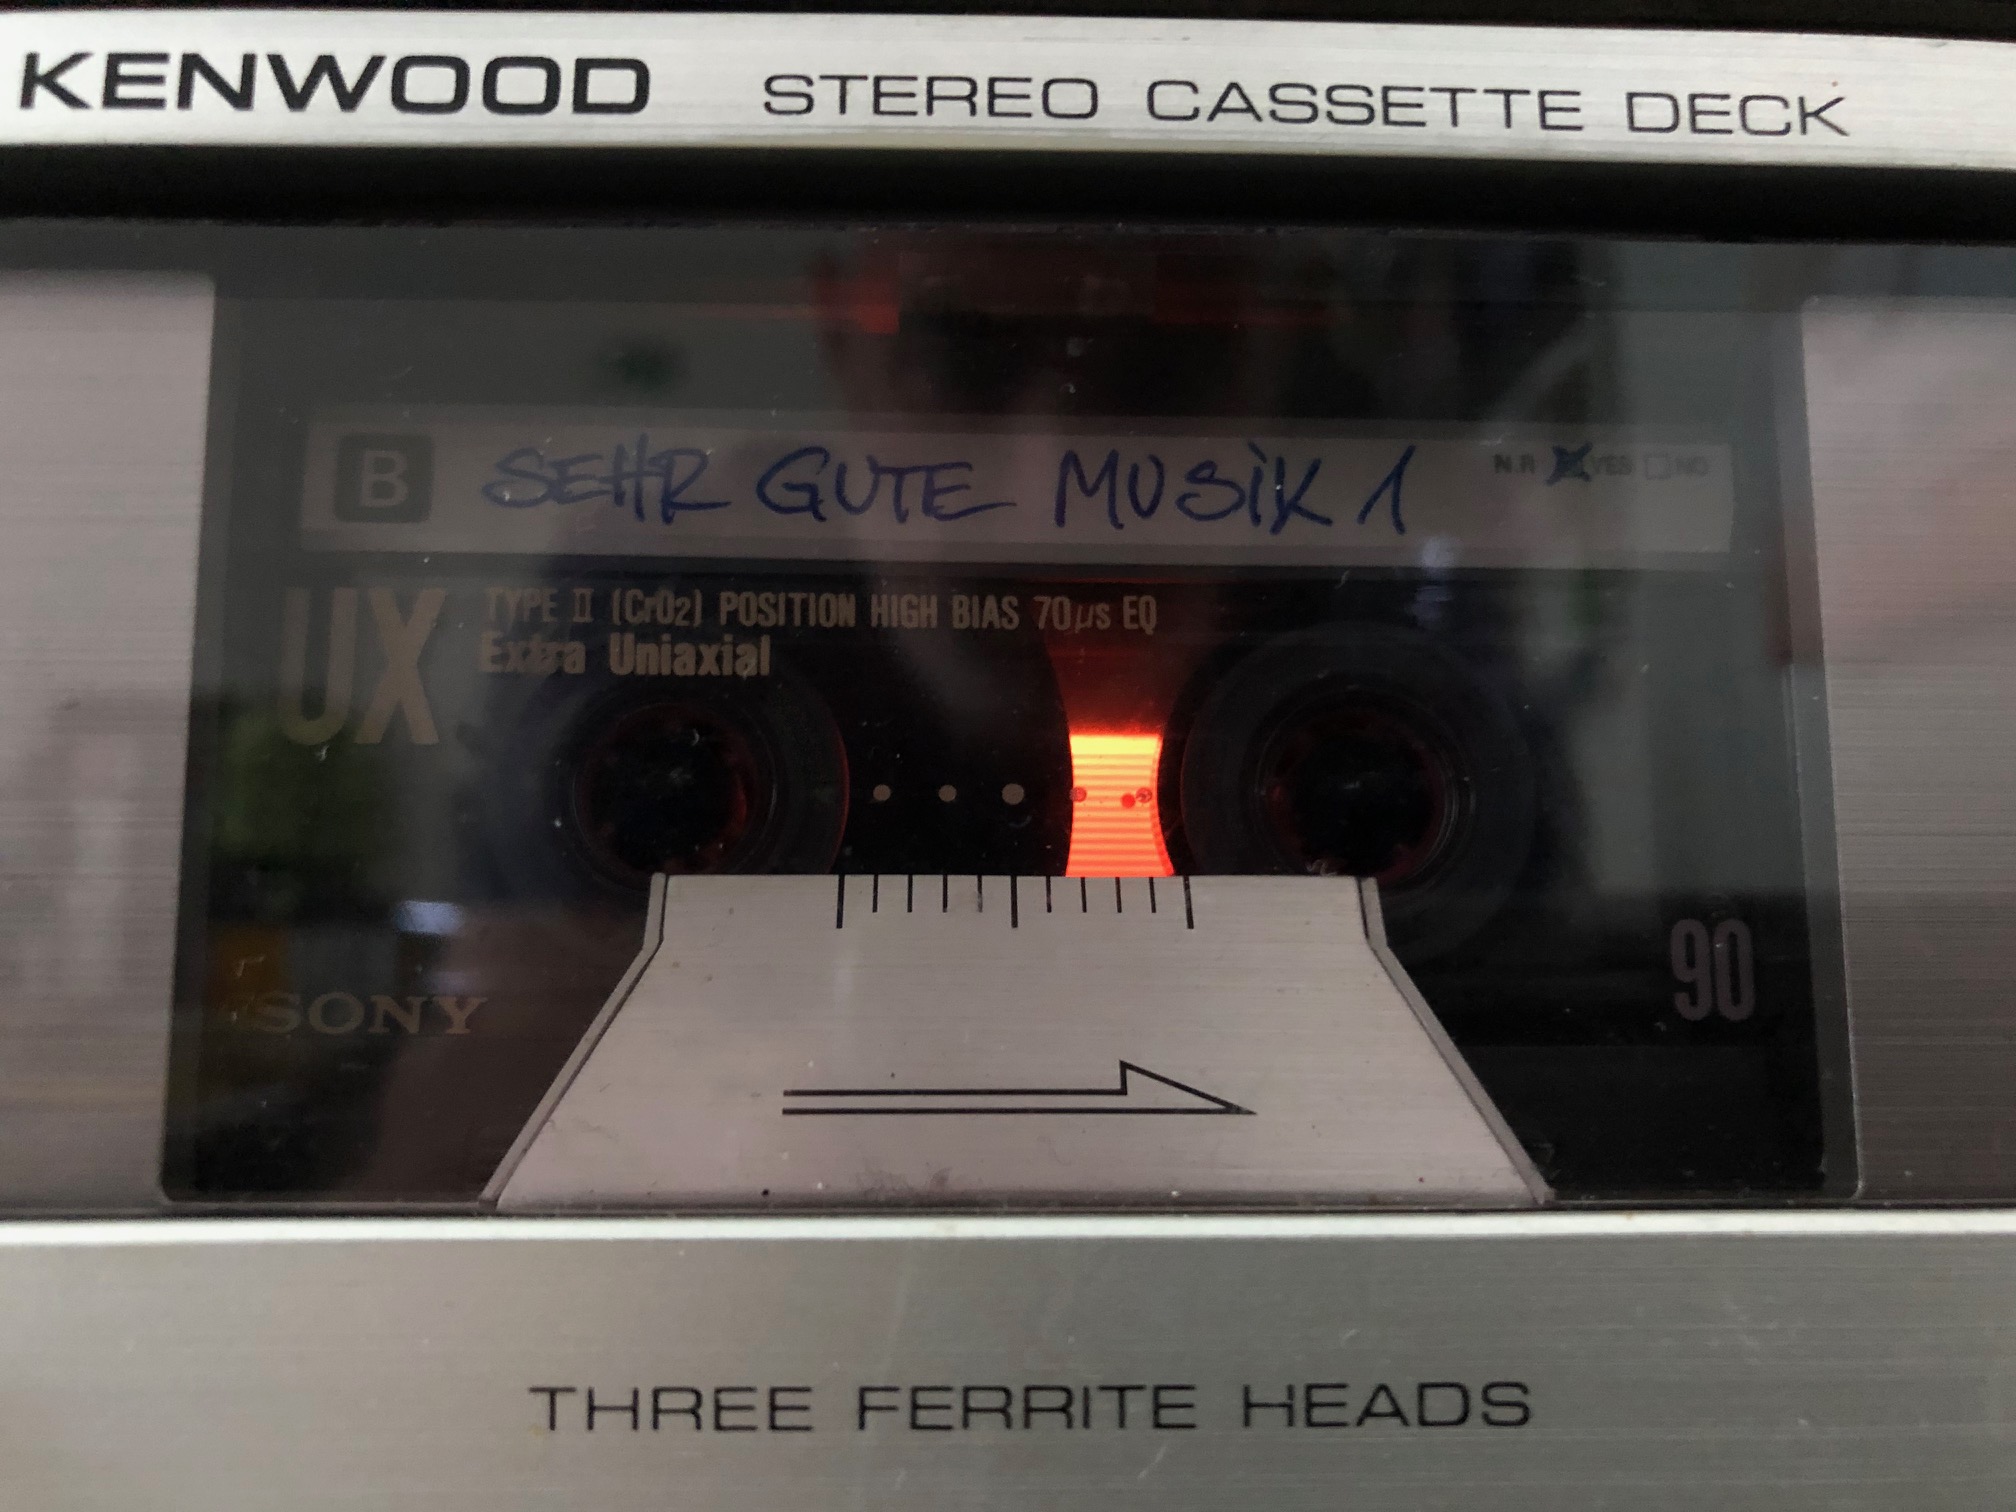 KENWOOD STEREO CASSETTE DECK
B SEHR GUTE MUSiK 1 N.R YES NO
UX TYPE II (CrO2) POSITION HIGH BIAS 70µs EQ
Extra Uniaxial
SONY 90
THREE FERRITE HEADS